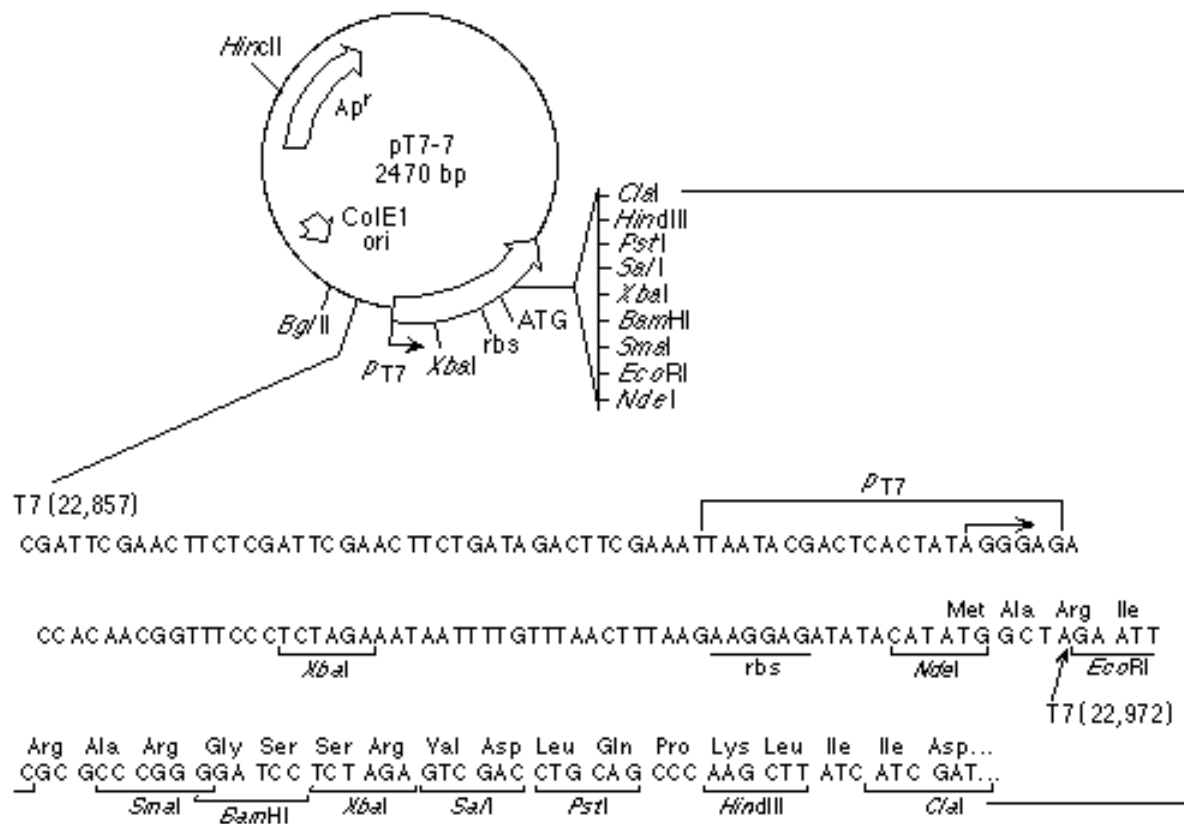 HincII
Apʳ
pT7-7
2470 bp
ColE1
ori
BglII
pT7
XbaI
rbs
ATG
ClaI
HindIII
PstI
SalI
XbaI
BamHI
SmaI
EcoRI
NdeI
T7 (22,857)
pT7
CGATTCGAACTTCTCGATTCGAACTTCTGATAGACTTCGAAATTAATACGACTCACTATAGGGAGA
Met Ala Arg Ile
CCACAACGGTTTCCCTCTAGAAATAATTTTGTTTAACTTTAAGAAGGAGATATACATATG GCT AGA ATT
XbaI rbs NdeI EcoRI
T7 (22,972)
Arg Ala Arg Gly Ser Ser Arg Val Asp Leu Gln Pro Lys Leu Ile Ile Asp...
CGC GCC CGG GGA TCC TCT AGA GTC GAC CTG CAG CCC AAG CTT ATC ATC GAT...
SmaI BamHI XbaI SalI PstI HindIII ClaI